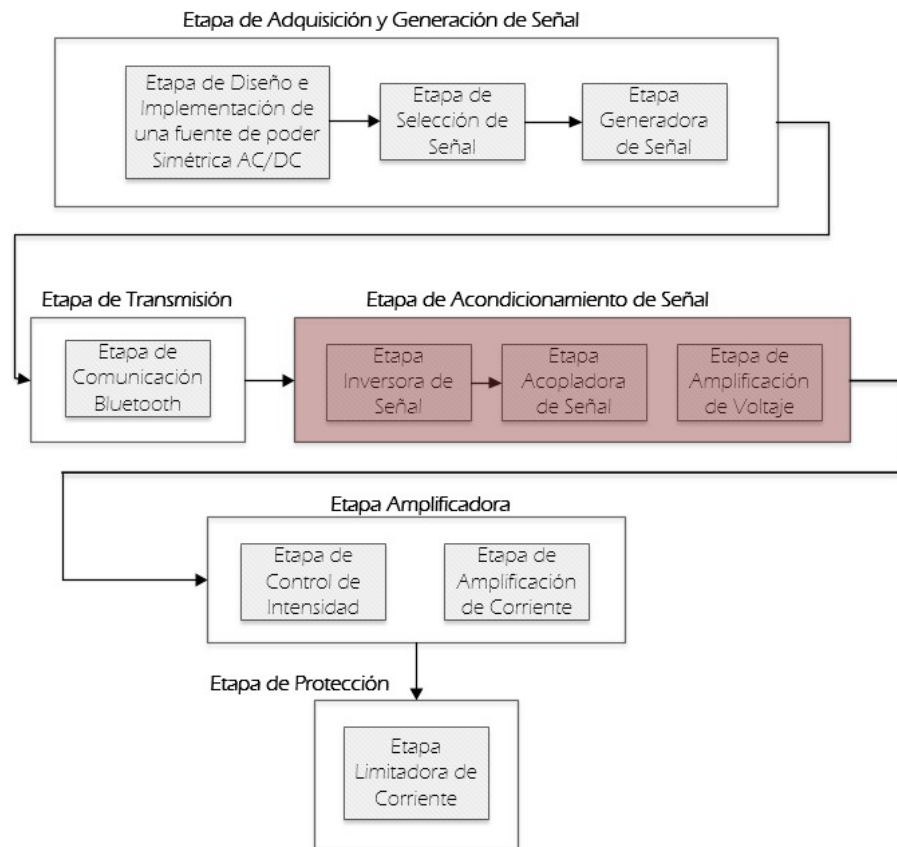 Etapa de Adquisición y Generación de Señal
Etapa de Diseño e
Implementación de
una fuente de poder
Simétrica AC/DC
Etapa de
Selección de
Señal
Etapa
Generadora
de Señal
Etapa de Transmisión
Etapa de
Comunicación
Bluetooth
Etapa de Acondicionamiento de Señal
Etapa
Inversora de
Señal
Etapa
Acopladora
de Señal
Etapa de
Amplificación
de Voltaje
Etapa Amplificadora
Etapa de
Control de
Intensidad
Etapa de
Amplificación
de Corriente
Etapa de Protección
Etapa
Limitadora de
Corriente